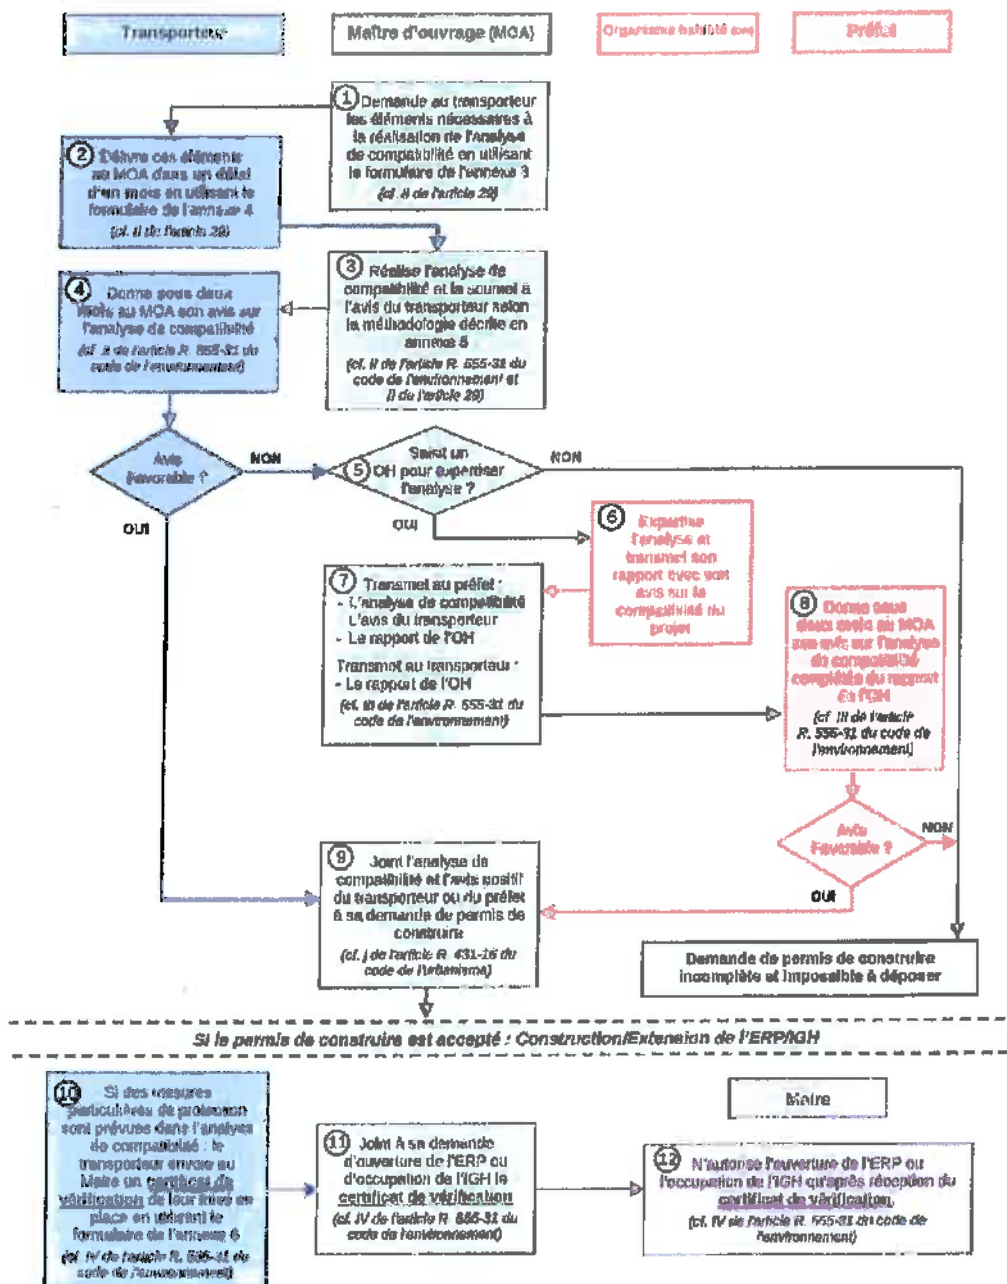 Transporteur
Maître d'ouvrage (MOA)
Organisme habilité
Préfet
1 Demande au transporteur
les éléments nécessaires à
la réalisation de l'analyse
de compatibilité en utilisant
le formulaire de l'annexe 3
(cf. II de l'article 29)
2 Délivre ces éléments
au MOA dans un délai
d'un mois en utilisant le
formulaire de l'annexe 4
(cf. II de l'article 29)
3 Réalise l'analyse de
compatibilité et la soumet à
l'avis du transporteur selon
la méthodologie décrite en
annexe 5
(cf. II de l'article R. 555-31 du
code de l'environnement et
II de l'article 29)
4 Donne sous deux
mois au MOA son avis sur
l'analyse de compatibilité
(cf. II de l'article R. 555-31 du
code de l'environnement)
Avis
Favorable ?
NON
OUI
5 Saisit un
OH pour expertiser
l'analyse ?
NON
OUI
6 Expertise
l'analyse et
transmet son
rapport avec son
avis sur la
compatibilité du
projet
7 Transmet au préfet :
- L'analyse de compatibilité
L'avis du transporteur
- Le rapport de l'OH
Transmet au transporteur :
- Le rapport de l'OH
(cf. III de l'article R. 555-31 du
code de l'environnement)
8 Donne sous
deux mois au MOA
son avis sur l'analyse
de compatibilité
complétée du rapport
de l'OH
(cf. III de l'article
R. 555-31 du code de
l'environnement)
Avis
Favorable ?
NON
OUI
9 Joint l'analyse de
compatibilité et l'avis positif
du transporteur ou du préfet
à sa demande de permis de
construire
(cf. j de l'article R. 431-16 du
code de l'urbanisme)
Demande de permis de construire
incomplète et impossible à déposer
Si le permis de construire est accepté : Construction/Extension de l'ERP/IGH
10 Si des mesures
particulières de protection
sont prévues dans l'analyse
de compatibilité : le
transporteur envoie au
Maire un certificat de
vérification de leur mise en
place en utilisant le
formulaire de l'annexe 6
(cf. IV de l'article R. 555-31 du
code de l'environnement)
11 Joint à sa demande
d'ouverture de l'ERP ou
d'occupation de l'IGH le
certificat de vérification
(cf. IV de l'article R. 555-31 du
code de l'environnement)
Maire
12 N'autorise l'ouverture de l'ERP ou
l'occupation de l'IGH qu'après réception du
certificat de vérification.
(cf. IV de l'article R. 555-31 du code de
l'environnement)